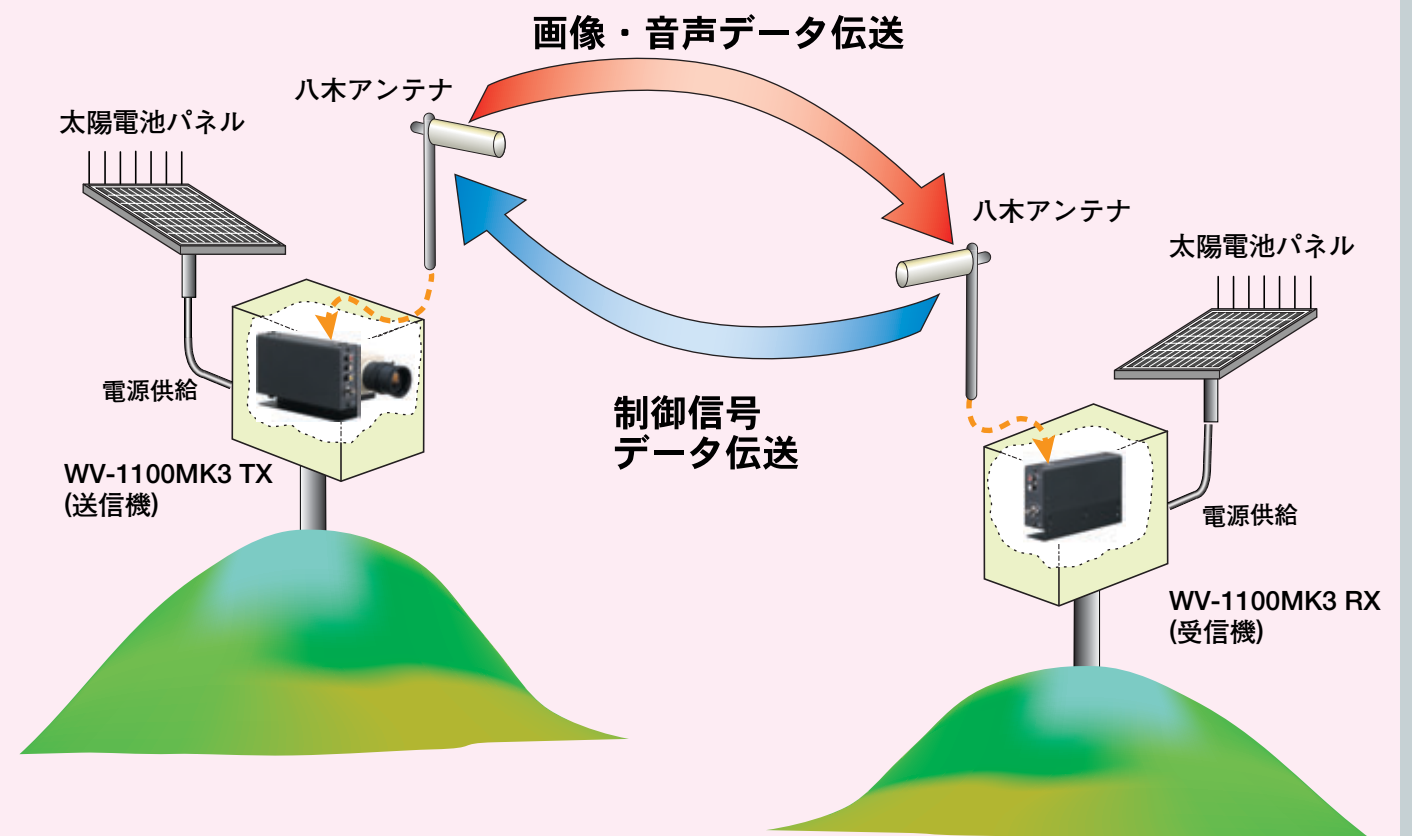 画像・音声データ伝送
八木アンテナ
太陽電池パネル
八木アンテナ
太陽電池パネル
電源供給
制御信号
データ伝送
WV-1100MK3 TX
(送信機)
電源供給
WV-1100MK3 RX
(受信機)